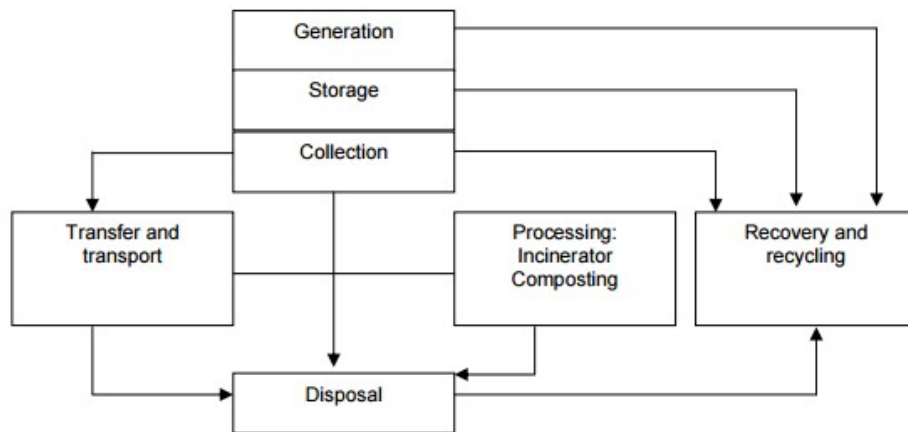 Generation
Storage
Collection
Transfer and
transport
Processing:
Incinerator
Composting
Recovery and
recycling
Disposal